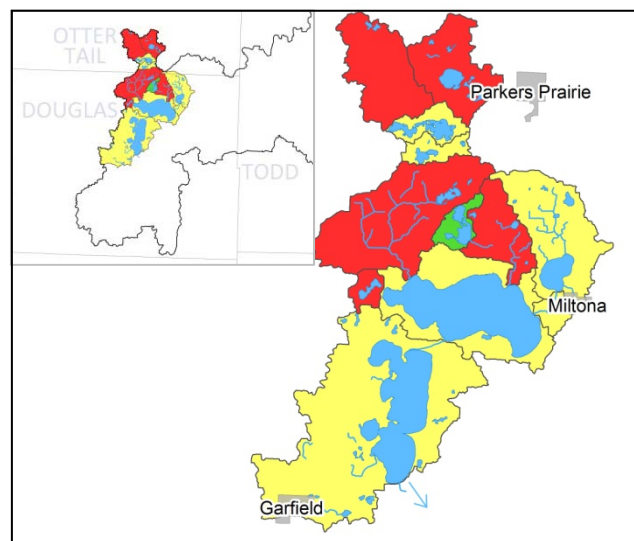 OTTER
TAIL
DOUGLAS
TODD
Parkers Prairie
Miltona
Garfield